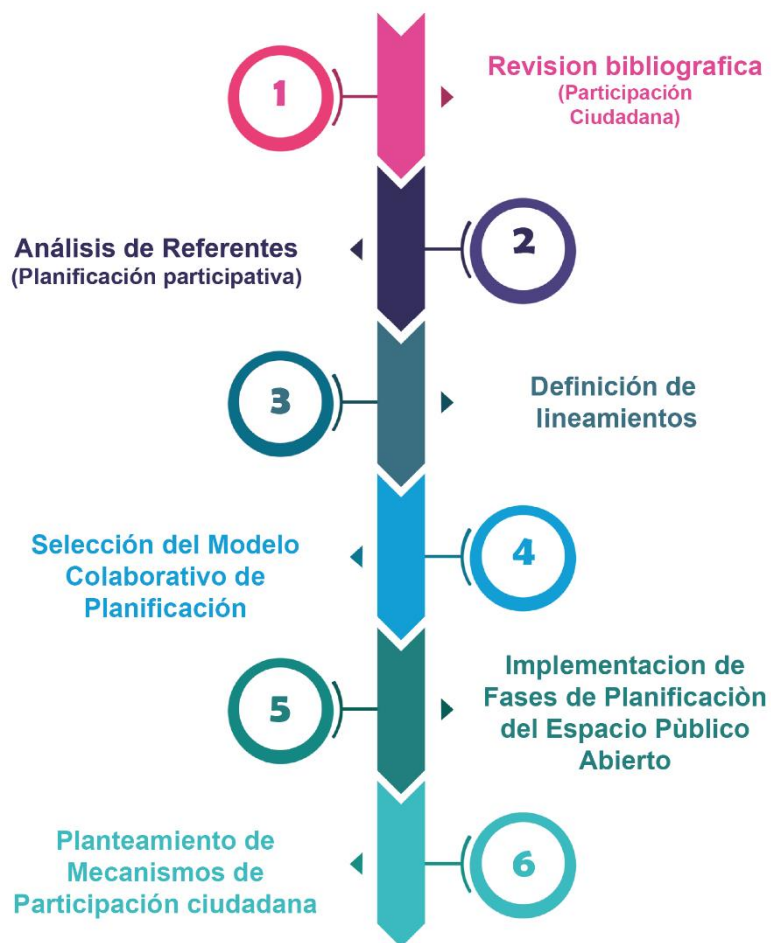 1
Revision bibliografica
(Participación
Ciudadana)
2
Análisis de Referentes
(Planificación participativa)
3
Definición de
lineamientos
4
Selección del Modelo
Colaborativo de
Planificación
5
Implementacion de
Fases de Planificaciòn
del Espacio Pùblico
Abierto
6
Planteamiento de
Mecanismos de
Participación ciudadana